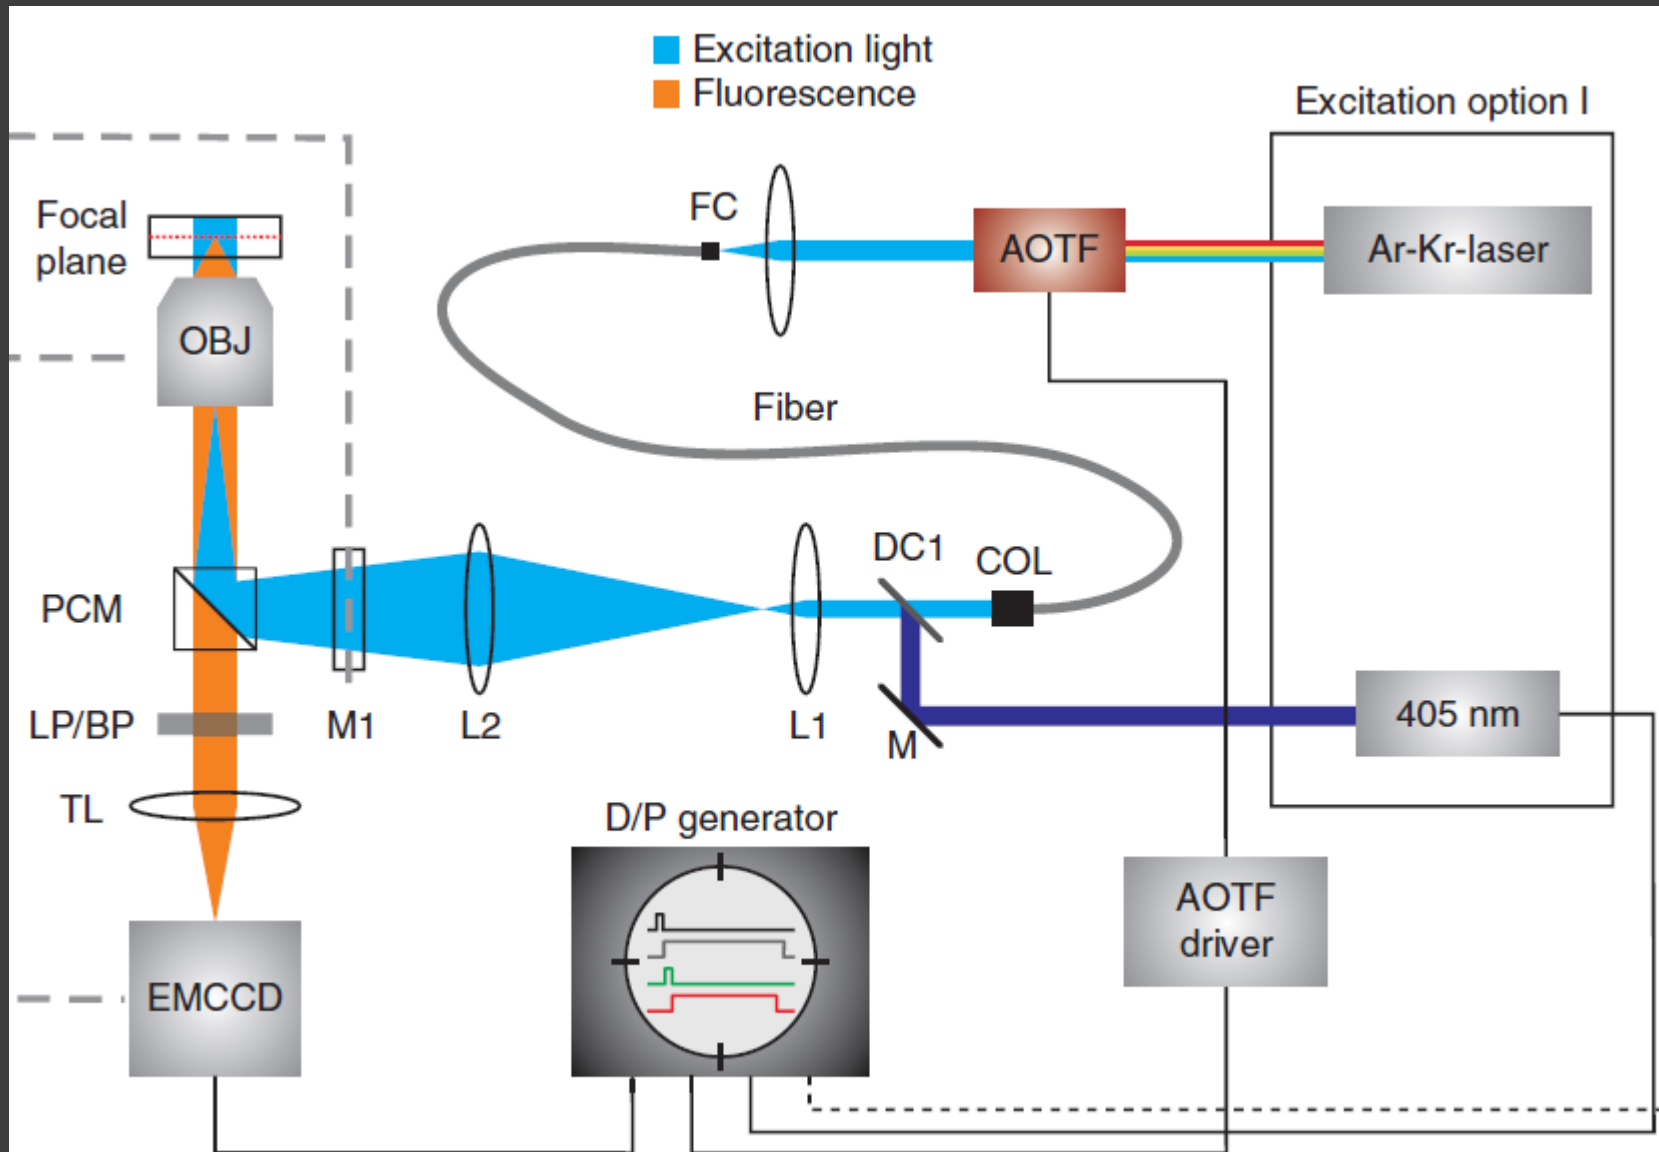 Excitation light
Fluorescence
Excitation option I
Focal
plane
FC
AOTF
Ar-Kr-laser
OBJ
Fiber
DC1
COL
PCM
LP/BP
M1
L2
L1
M
405 nm
TL
D/P generator
AOTF
driver
EMCCD